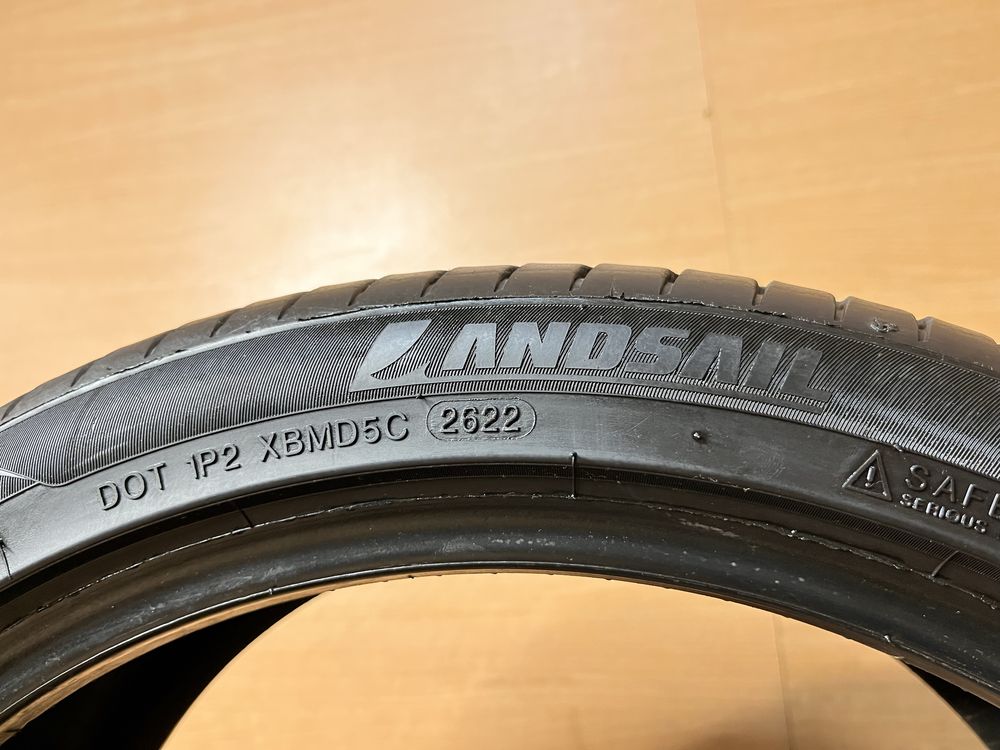 LANDSAIL
DOT 1P2 XBMD5C 2622
SAFE
SERIOUS